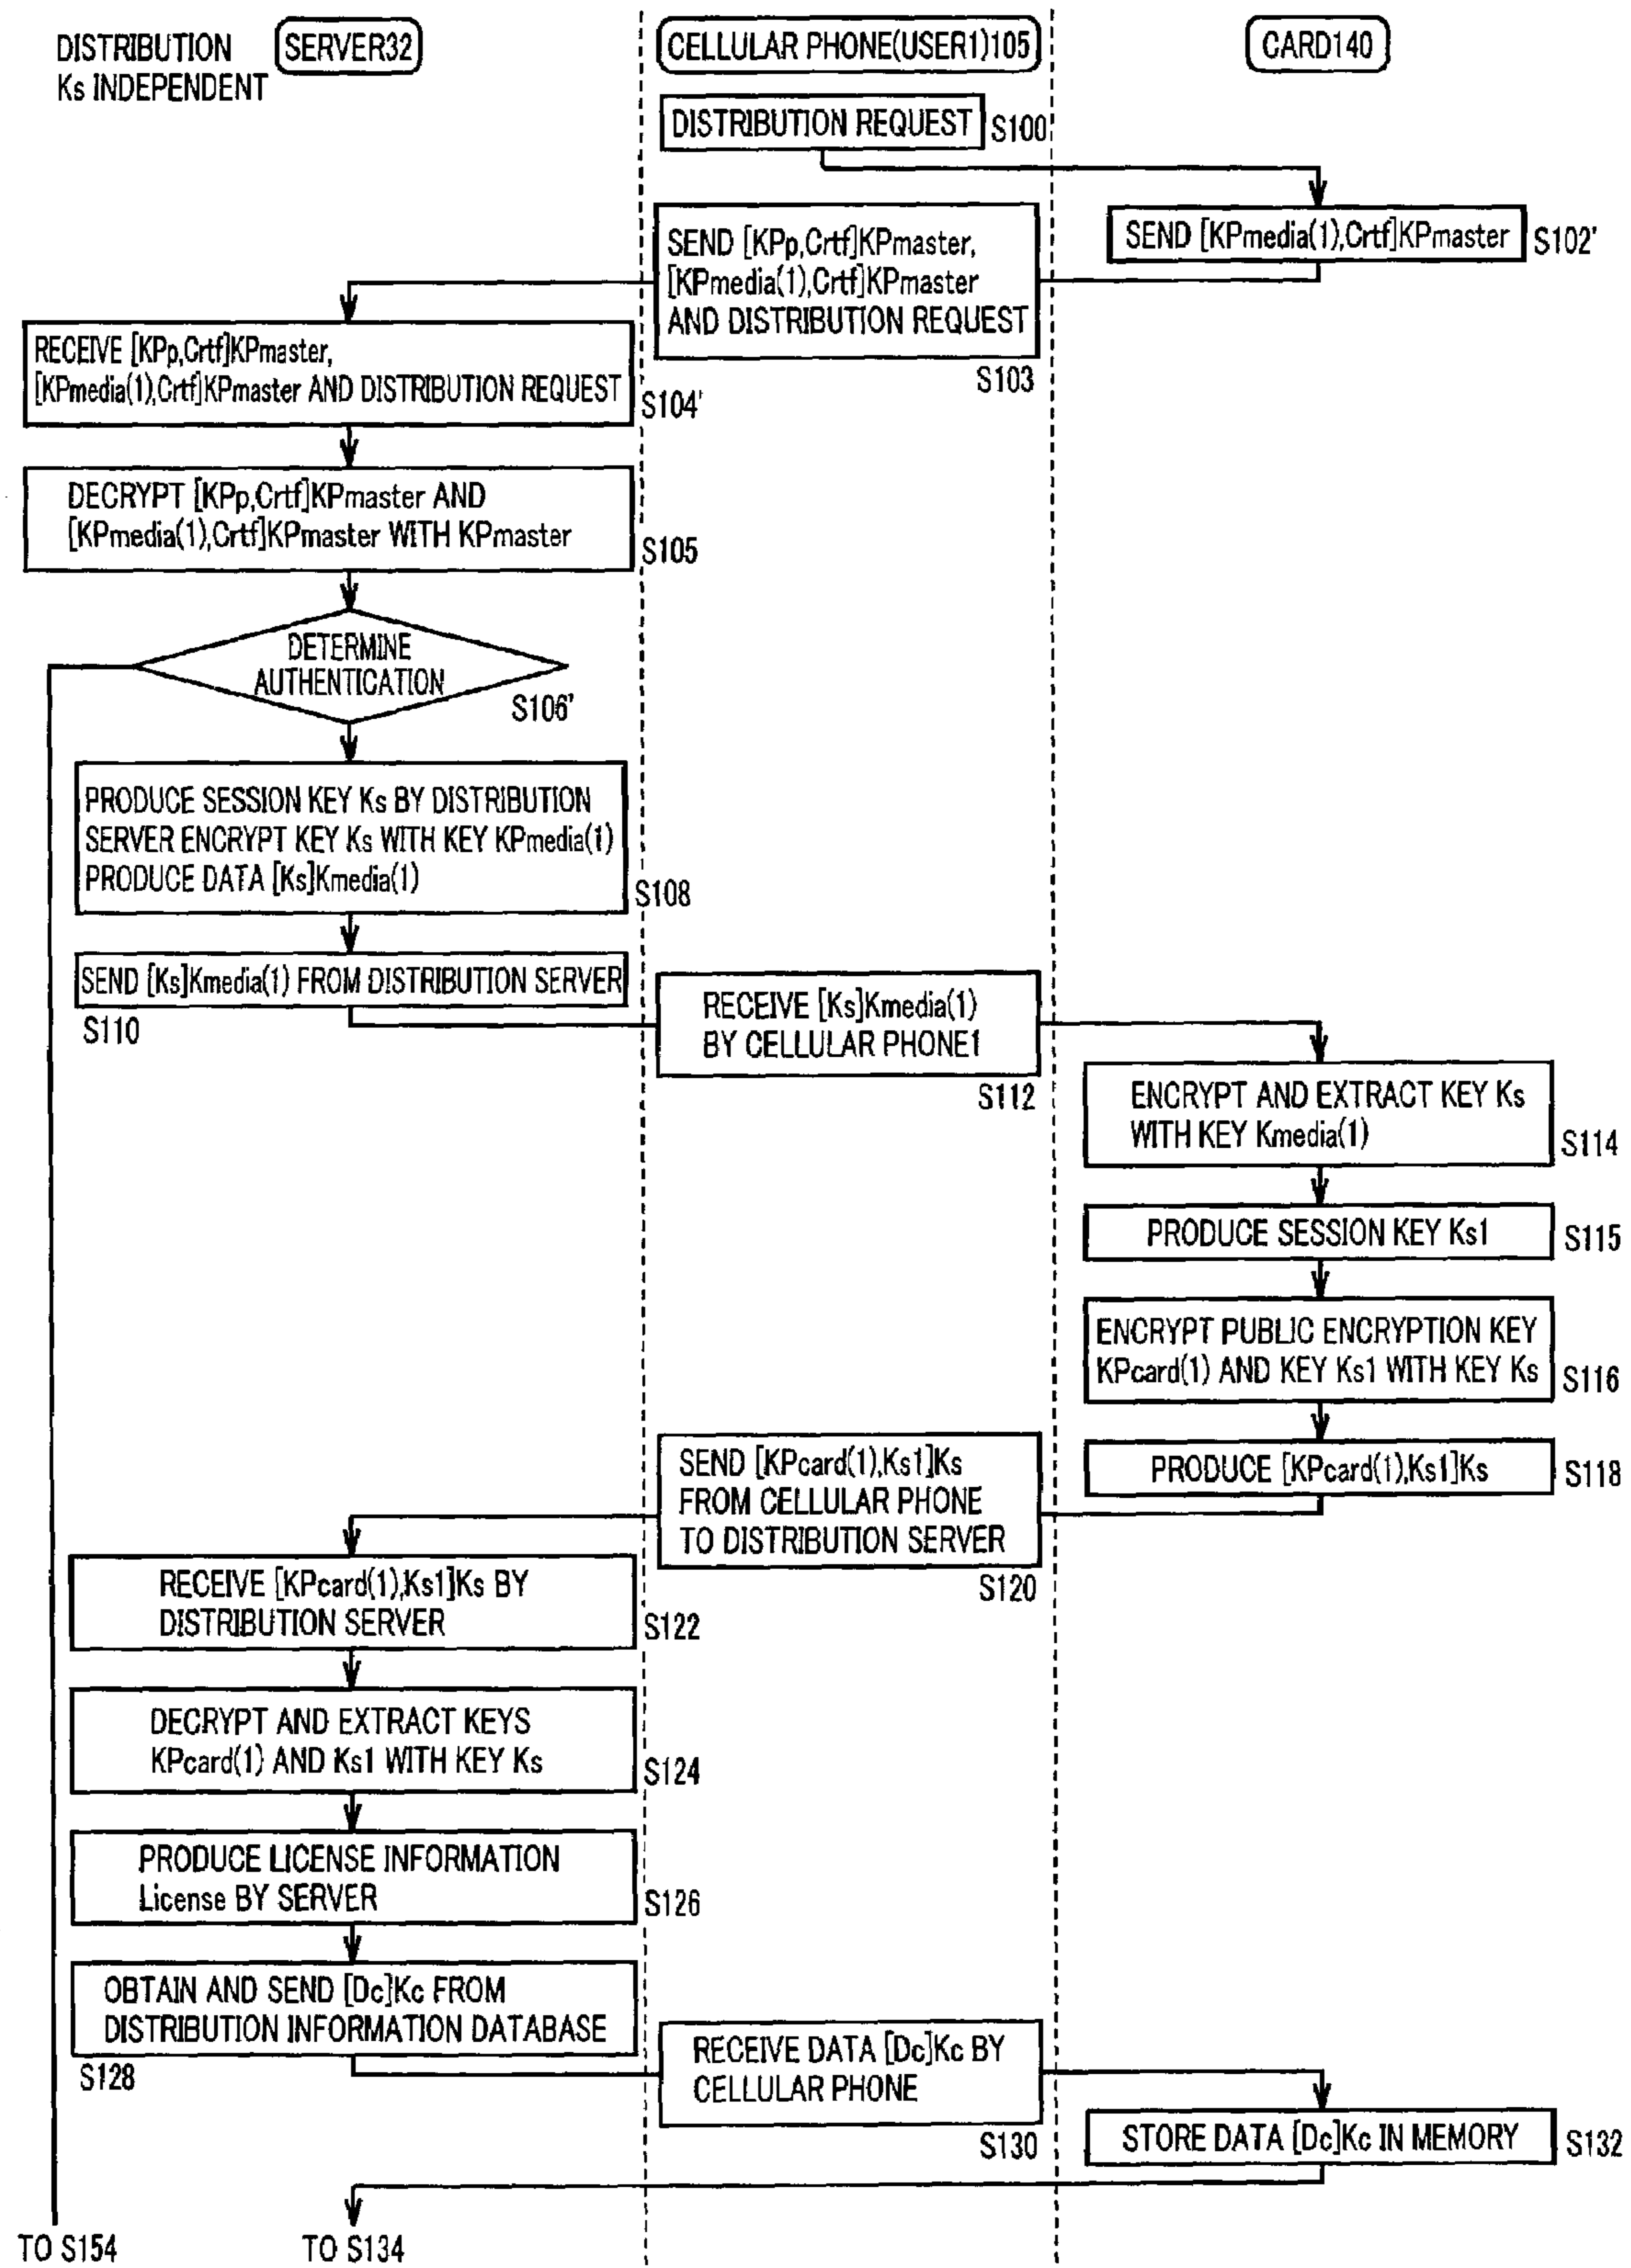 DISTRIBUTION
Ks INDEPENDENT
SERVER32
CELLULAR PHONE(USER1)105
CARD140
DISTRIBUTION REQUEST
S100
SEND [KPmedia(1),Crtf]KPmaster
S102'
SEND [KPp,Crtf]KPmaster,
[KPmedia(1),Crtf]KPmaster
AND DISTRIBUTION REQUEST
S103
RECEIVE [KPp,Crtf]KPmaster,
[KPmedia(1),Crtf]KPmaster AND DISTRIBUTION REQUEST
S104'
DECRYPT [KPp,Crtf]KPmaster AND
[KPmedia(1),Crtf]KPmaster WITH KPmaster
S105
DETERMINE
AUTHENTICATION
S106'
PRODUCE SESSION KEY Ks BY DISTRIBUTION
SERVER ENCRYPT KEY Ks WITH KEY KPmedia(1)
PRODUCE DATA [Ks]Kmedia(1)
S108
SEND [Ks]Kmedia(1) FROM DISTRIBUTION SERVER
S110
RECEIVE [Ks]Kmedia(1)
BY CELLULAR PHONE1
S112
ENCRYPT AND EXTRACT KEY Ks
WITH KEY Kmedia(1)
S114
PRODUCE SESSION KEY Ks1
S115
ENCRYPT PUBLIC ENCRYPTION KEY
KPcard(1) AND KEY Ks1 WITH KEY Ks
S116
PRODUCE [KPcard(1),Ks1]Ks
S118
SEND [KPcard(1),Ks1]Ks
FROM CELLULAR PHONE
TO DISTRIBUTION SERVER
S120
RECEIVE [KPcard(1),Ks1]Ks BY
DISTRIBUTION SERVER
S122
DECRYPT AND EXTRACT KEYS
KPcard(1) AND Ks1 WITH KEY Ks
S124
PRODUCE LICENSE INFORMATION
License BY SERVER
S126
OBTAIN AND SEND [Dc]Kc FROM
DISTRIBUTION INFORMATION DATABASE
S128
RECEIVE DATA [Dc]Kc BY
CELLULAR PHONE
S130
STORE DATA [Dc]Kc IN MEMORY
S132
TO S154
TO S134